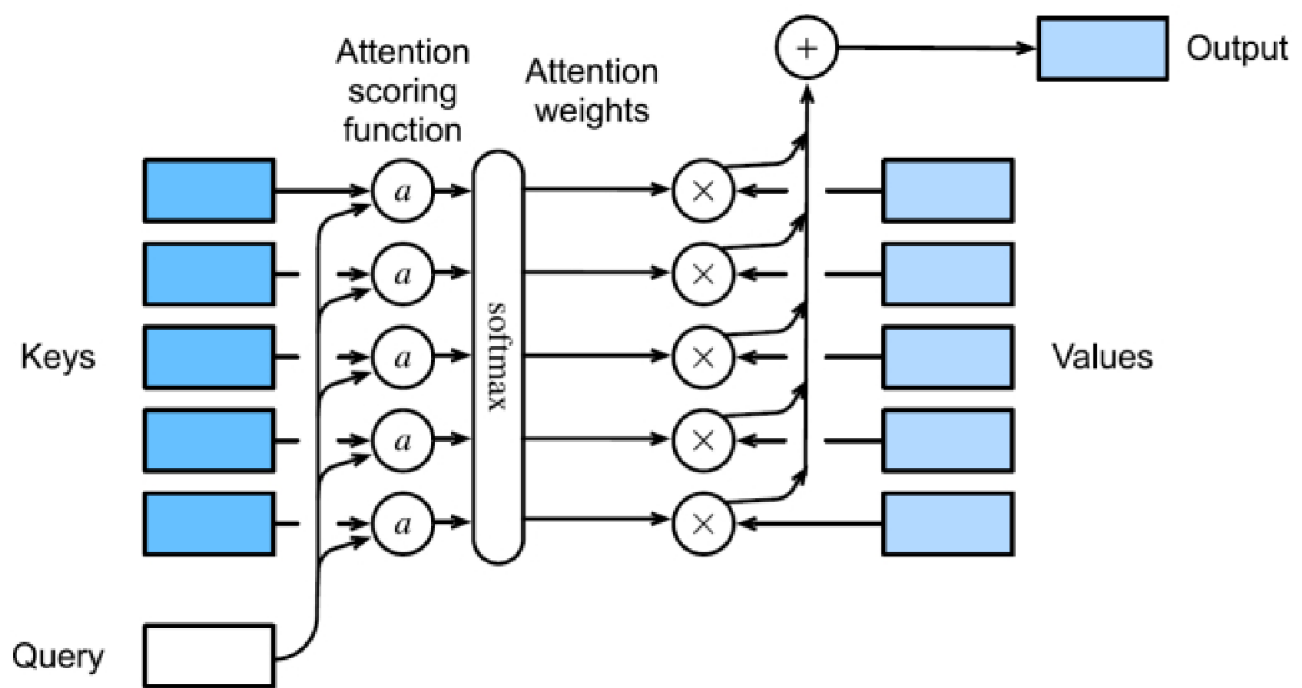 Attention
scoring
function
Attention
weights
+
Output
a
×
a
×
Keys
a
softmax
×
Values
a
×
a
×
Query